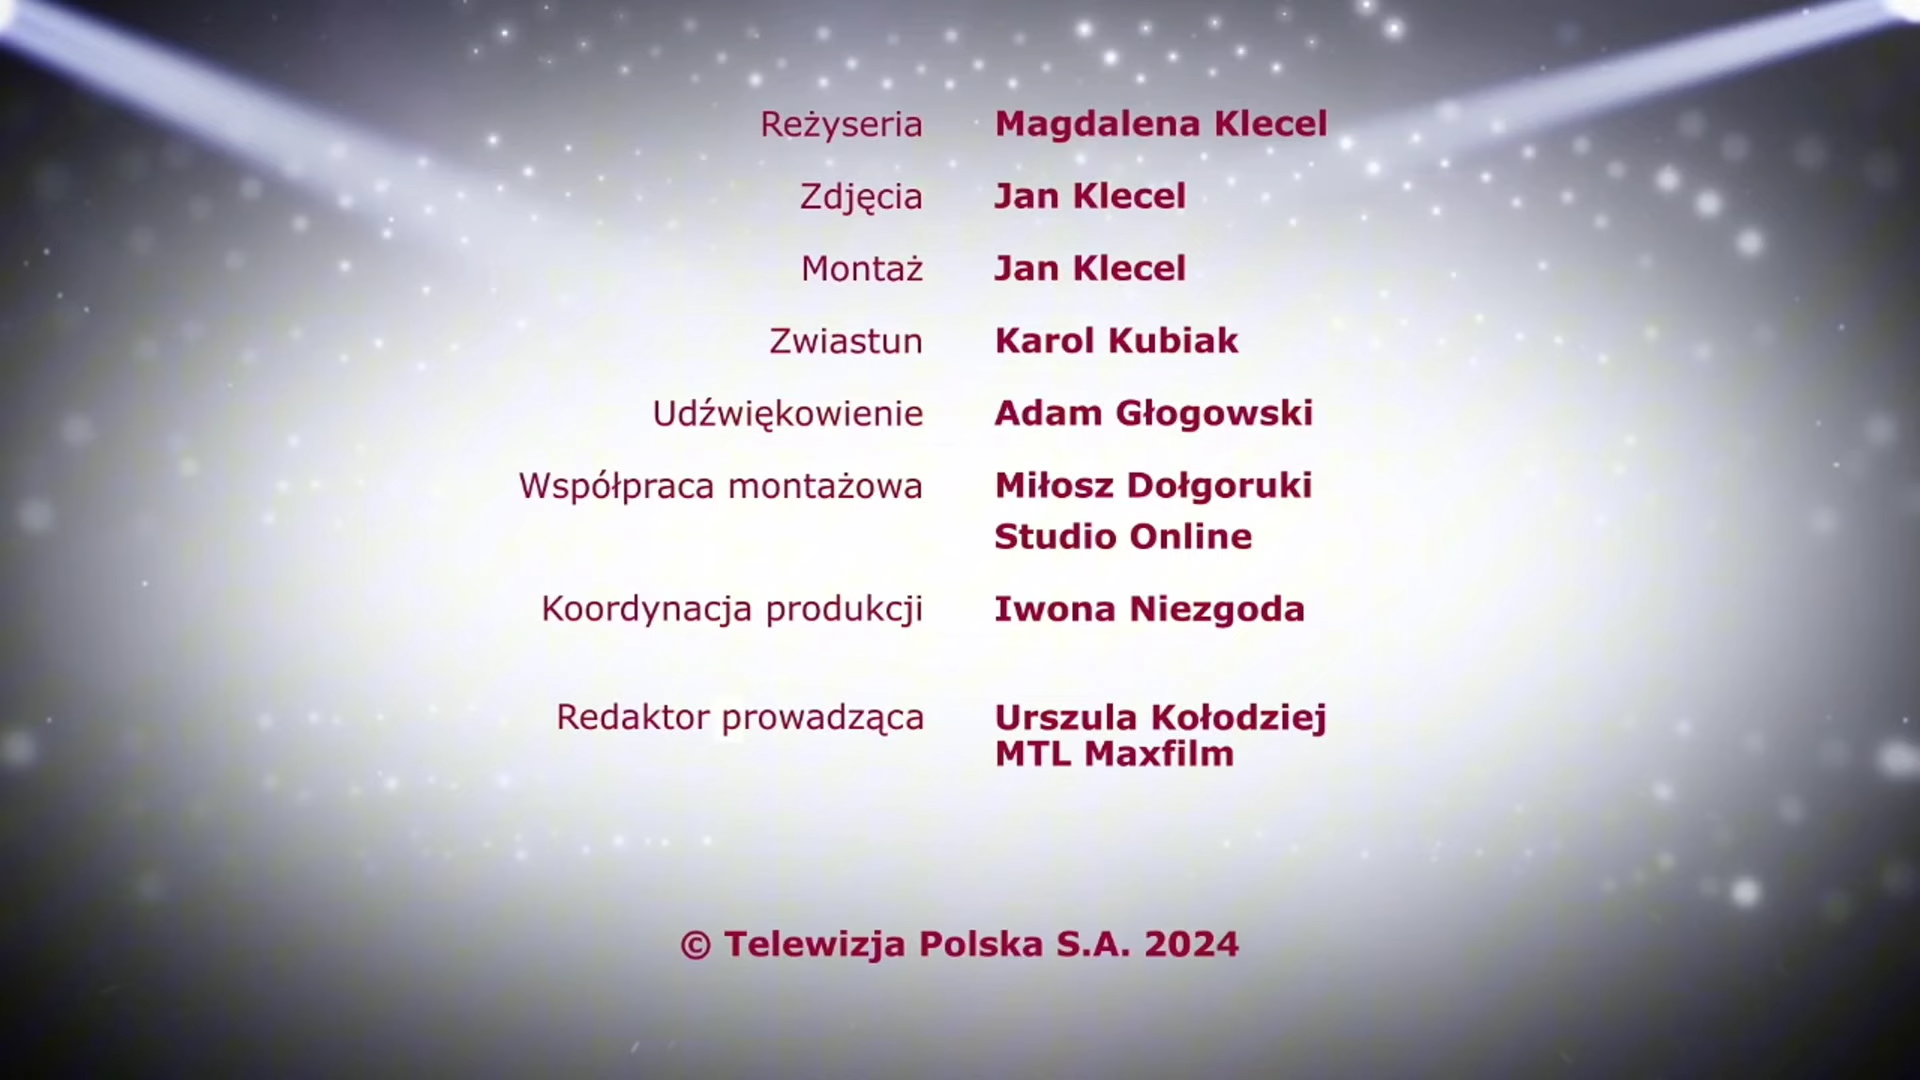 Reżyseria Magdalena Klecel
Zdjęcia Jan Klecel
Montaż Jan Klecel
Zwiastun Karol Kubiak
Udźwiękowienie Adam Głogowski
Współpraca montażowa Miłosz Dołgoruki
Studio Online
Koordynacja produkcji Iwona Niezgoda
Redaktor prowadząca Urszula Kołodziej
MTL Maxfilm
© Telewizja Polska S.A. 2024